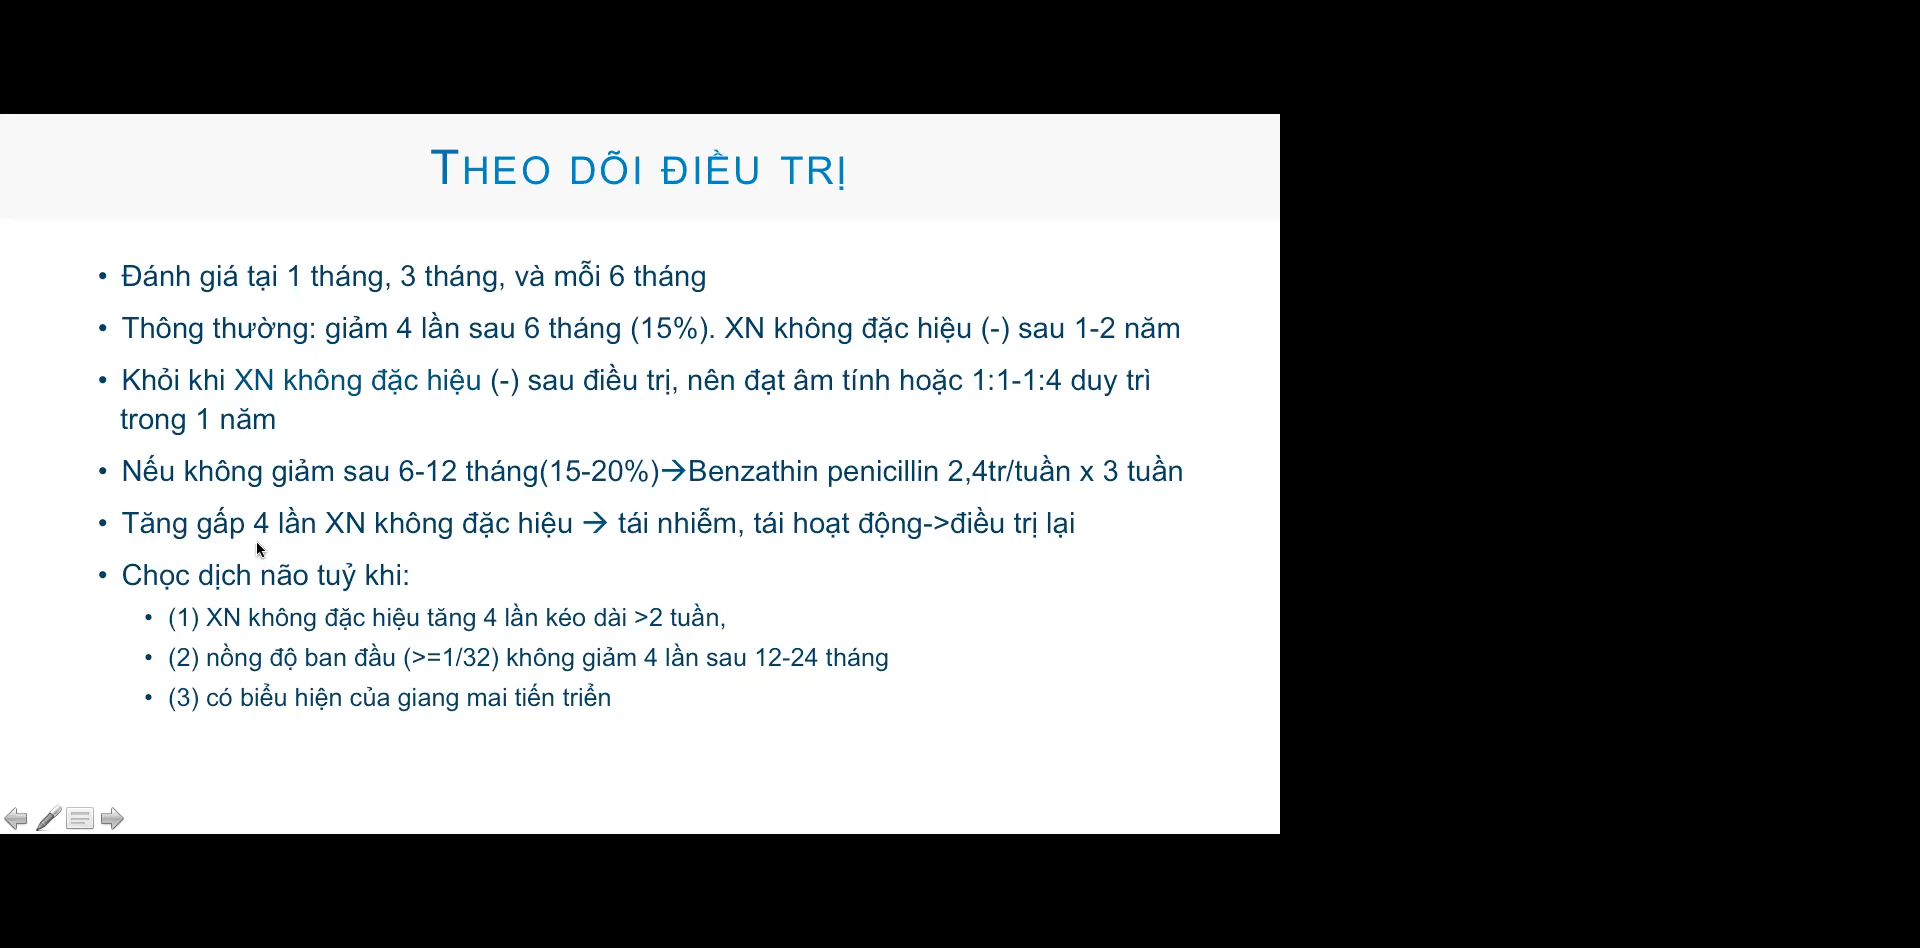 THEO DÕI ĐIỀU TRỊ
• Đánh giá tại 1 tháng, 3 tháng, và mỗi 6 tháng
• Thông thường: giảm 4 lần sau 6 tháng (15%). XN không đặc hiệu (-) sau 1-2 năm
• Khỏi khi XN không đặc hiệu (-) sau điều trị, nên đạt âm tính hoặc 1:1-1:4 duy trì
trong 1 năm
• Nếu không giảm sau 6-12 tháng(15-20%)→Benzathin penicillin 2,4tr/tuần x 3 tuần
• Tăng gấp 4 lần XN không đặc hiệu → tái nhiễm, tái hoạt động->điều trị lại
• Chọc dịch não tuỷ khi:
• (1) XN không đặc hiệu tăng 4 lần kéo dài >2 tuần,
• (2) nồng độ ban đầu (>=1/32) không giảm 4 lần sau 12-24 tháng
• (3) có biểu hiện của giang mai tiến triển